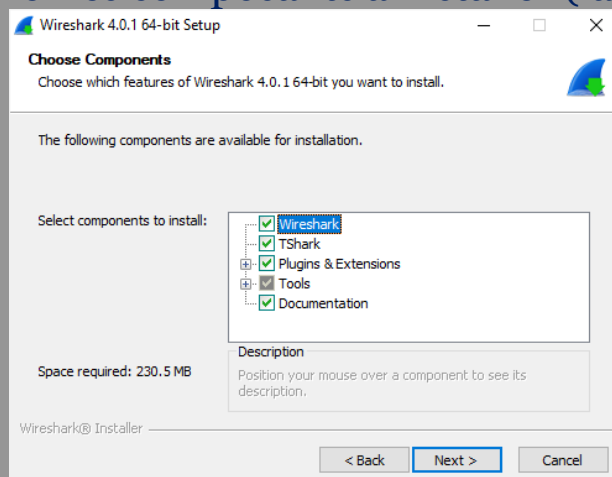 Wireshark 4.0.1 64-bit Setup
Choose Components
Choose which features of Wireshark 4.0.1 64-bit you want to install.
The following components are available for installation.
Select components to install:
Wireshark
TShark
Plugins & Extensions
Tools
Documentation
Space required: 230.5 MB
Description
Position your mouse over a component to see its
description.
Wireshark® Installer
< Back
Next >
Cancel